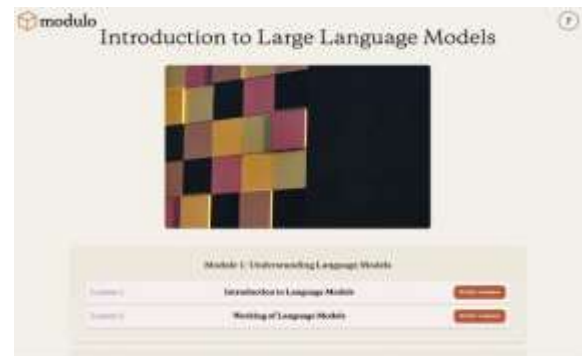 modulo
Introduction to Large Language Models
Module 1: Understanding Language Models
Introduction to Language Models
Working of Language Models